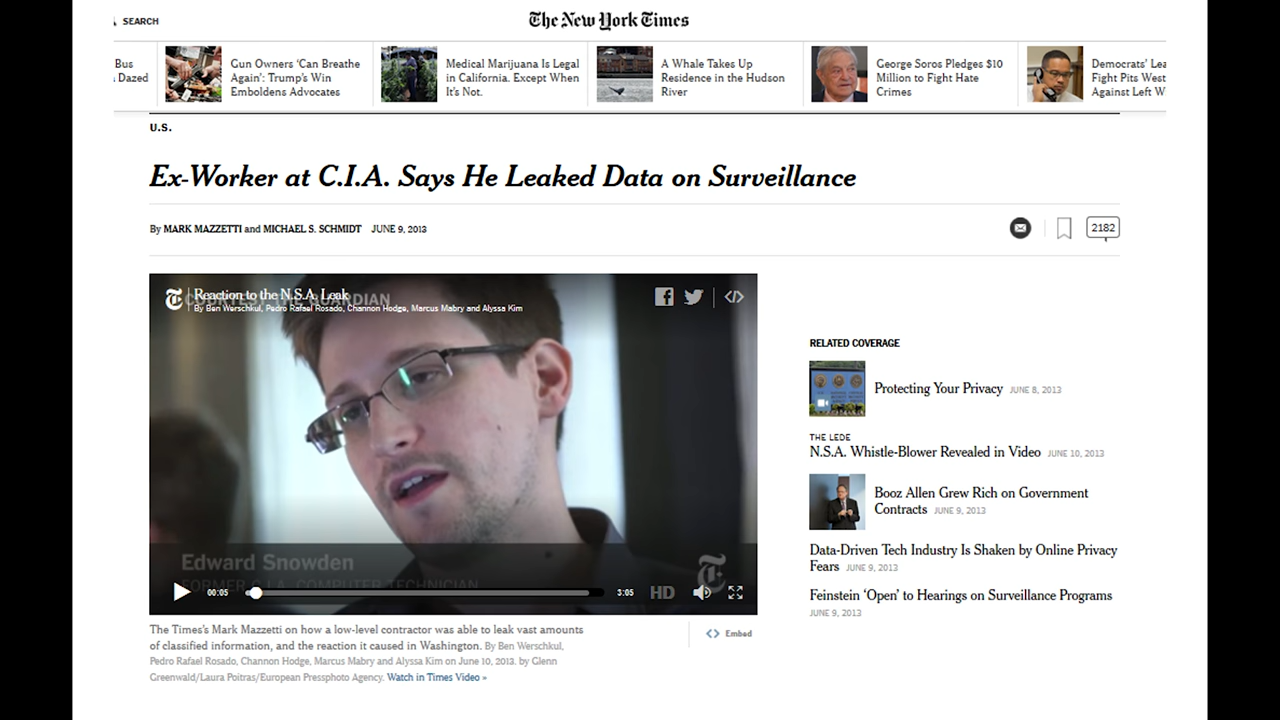 SEARCH
The New York Times
Bus
Dazed
Gun Owners ‘Can Breathe
Again’: Trump’s Win
Emboldens Advocates
Medical Marijuana Is Legal
in California. Except When
It’s Not.
A Whale Takes Up
Residence in the Hudson
River
George Soros Pledges $10
Million to Fight Hate
Crimes
Democrats’ Lea
Fight Pits West
Against Left W
U.S.
Ex-Worker at C.I.A. Says He Leaked Data on Surveillance
By MARK MAZZETTI and MICHAEL S. SCHMIDT JUNE 9, 2013
2182
COURTESY THE GUARDIAN
Reaction to the N.S.A. Leak
By Ben Werschkul, Pedro Rafael Rosado, Channon Hodge, Marcus Mabry and Alyssa Kim
Edward Snowden
FORMER C.I.A. COMPUTER TECHNICIAN
00:05
3:05
HD
The Times’s Mark Mazzetti on how a low-level contractor was able to leak vast amounts
of classified information, and the reaction it caused in Washington. By Ben Werschkul,
Pedro Rafael Rosado, Channon Hodge, Marcus Mabry and Alyssa Kim on June 10, 2013. by Glenn
Greenwald/Laura Poitras/European Pressphoto Agency. Watch in Times Video »
Embed
RELATED COVERAGE
Protecting Your Privacy JUNE 8, 2013
THE LEDE
N.S.A. Whistle-Blower Revealed in Video JUNE 10, 2013
Booz Allen Grew Rich on Government
Contracts JUNE 9, 2013
Data-Driven Tech Industry Is Shaken by Online Privacy
Fears JUNE 9, 2013
Feinstein ‘Open’ to Hearings on Surveillance Programs
JUNE 9, 2013